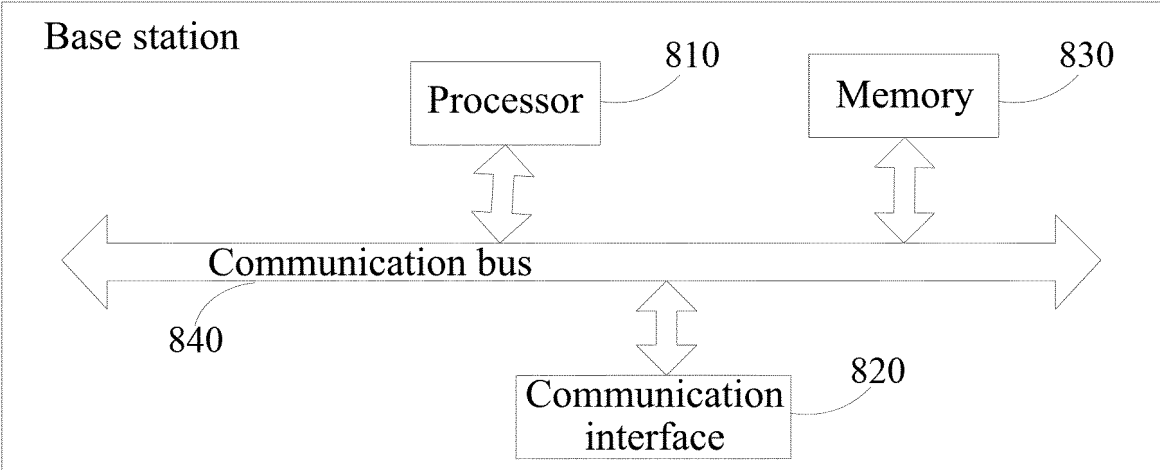 Base station
810
830
Processor
Memory
Communication bus
840
820
Communication
interface